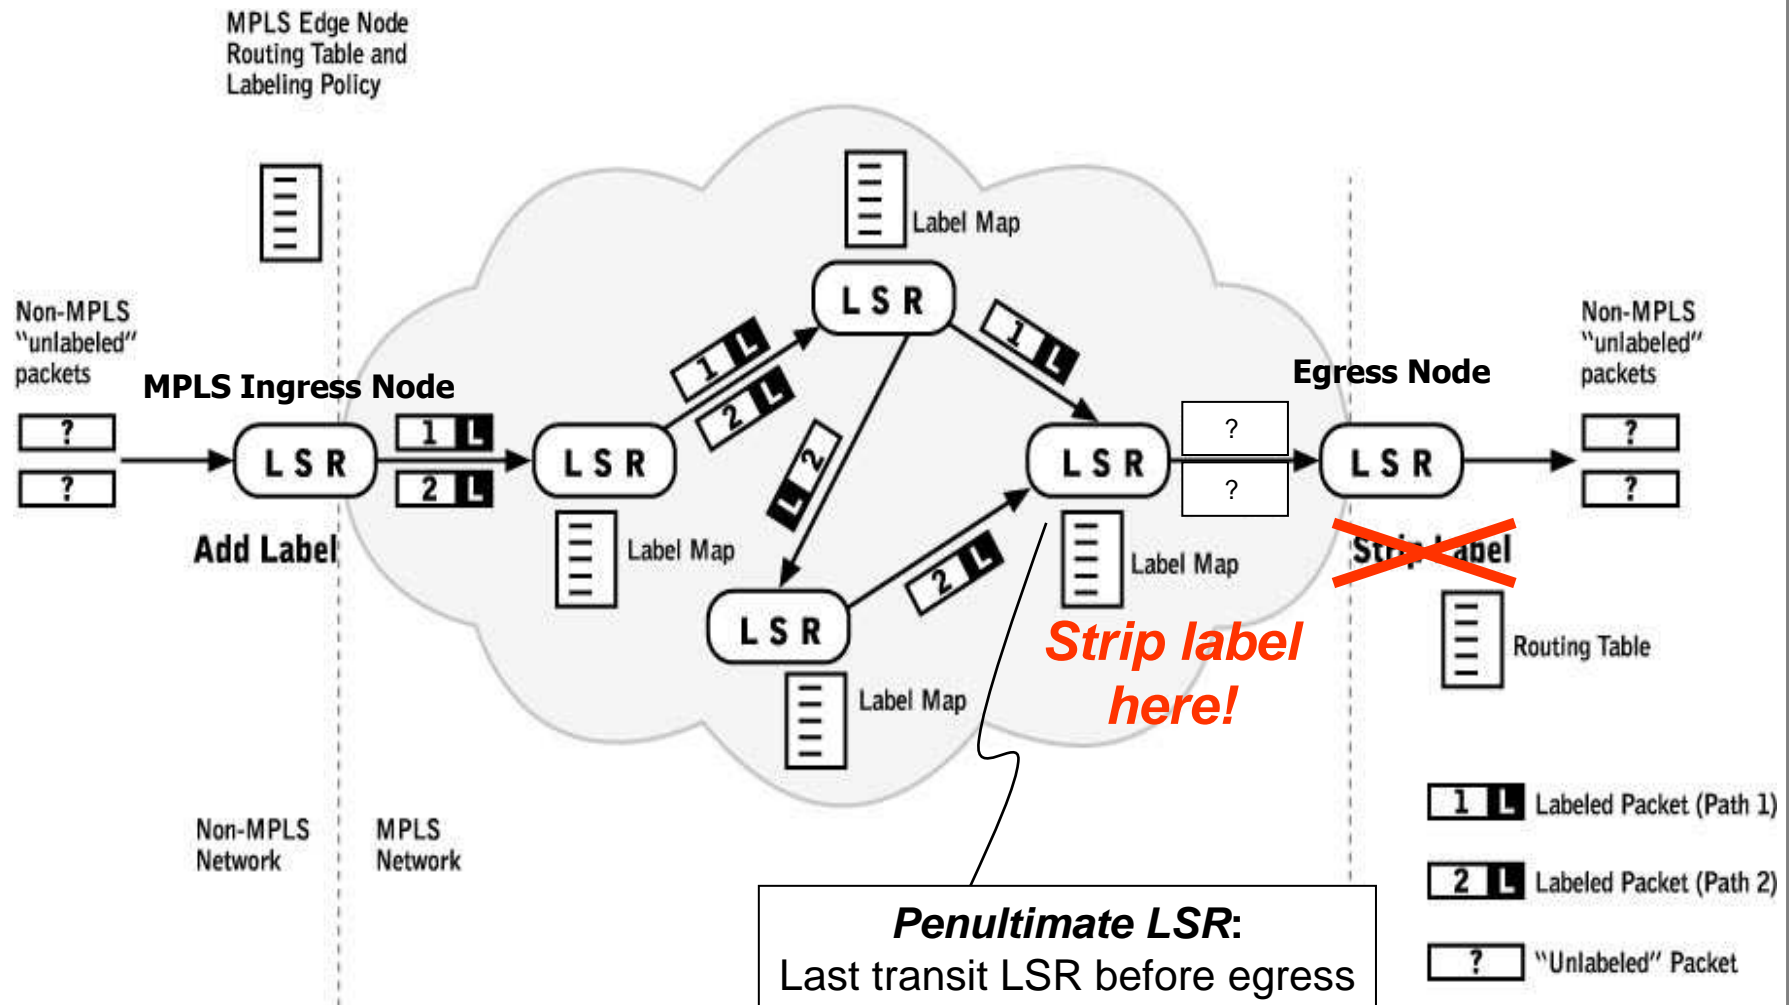 MPLS Edge Node
Routing Table and
Labeling Policy
Label Map
LSR
Non-MPLS
"unlabeled"
packets
MPLS Ingress Node
?
?
LSR
Add Label
1 L
2 L
LSR
Label Map
1 L
2 L
1 L
L 2
LSR
Label Map
2 L
LSR
Label Map
Strip label
here!
?
?
Egress Node
LSR
Strip Label
Routing Table
Non-MPLS
"unlabeled"
packets
?
?
Non-MPLS
Network
MPLS
Network
Penultimate LSR:
Last transit LSR before egress
1 L Labeled Packet (Path 1)
2 L Labeled Packet (Path 2)
? "Unlabeled" Packet